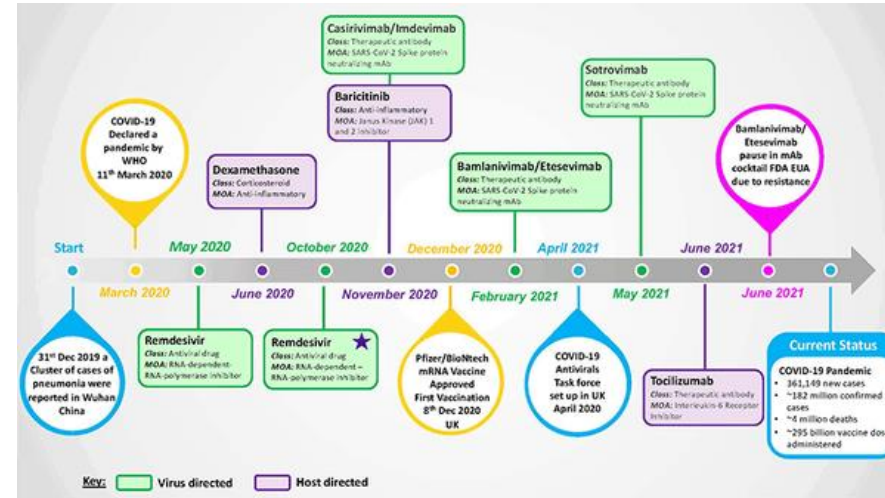 Casirivimab/Imdevimab
Class: Therapeutic antibody
MOA: SARS-CoV-2 Spike protein
neutralizing mAb
Baricitinib
Class: Anti-inflammatory
MOA: Janus Kinase (JAK) 1
and 2 inhibitor
Sotrovimab
Class: Therapeutic antibody
MOA: SARS-CoV-2 Spike protein
neutralizing mAb
COVID-19
Declared a
pandemic by
WHO
11th March 2020
Dexamethasone
Class: Corticosteroid
MOA: Anti-inflammatory
Bamlanivimab/Etesevimab
Class: Therapeutic antibody
MOA: SARS-CoV-2 Spike protein
neutralizing mAb
Bamlanivimab/
Etesevimab
pause in mAb
cocktail FDA EUA
due to resistance
Start
May 2020
October 2020
December 2020
April 2021
June 2021
March 2020
June 2020
November 2020
February 2021
May 2021
June 2021
31st Dec 2019 a
Cluster of cases of
pneumonia were
reported in Wuhan
China
Remdesivir
Class: Antiviral drug
MOA: RNA-dependent-
RNA-polymerase inhibitor
Remdesivir
Class: Antiviral drug
MOA: RNA-dependent –
RNA-polymerase inhibitor
Pfizer/BioNtech
mRNA Vaccine
Approved
First Vaccination
8th Dec 2020
UK
COVID-19
Antivirals
Task force
set up in UK
April 2020
Tocilizumab
Class: Therapeutic antibody
MOA: Interleukin-6 Receptor
Inhibitor
Current Status
COVID-19 Pandemic
• 361,149 new cases
• ~182 million confirmed
cases
• ~4 million deaths
• ~295 billion vaccine dos
administered
Key:
Virus directed
Host directed